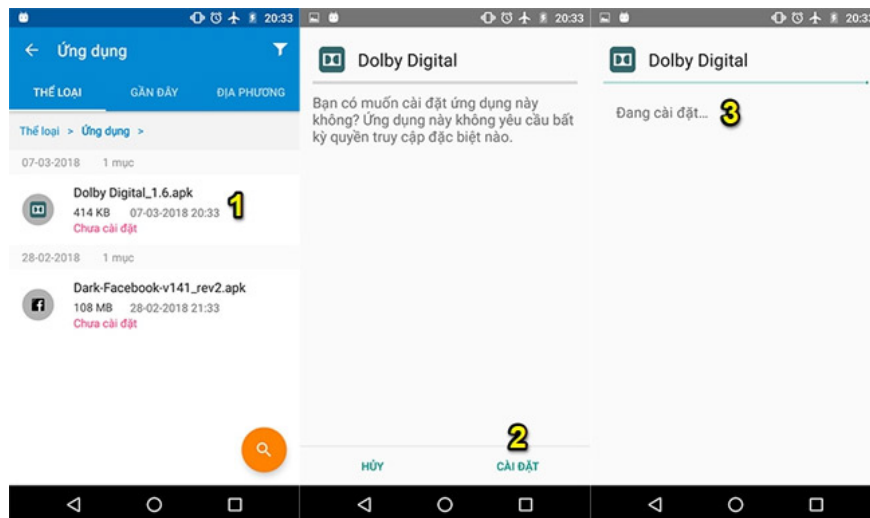 20:33
Ứng dụng
THỂ LOẠI GẦN ĐÂY ĐỊA PHƯƠNG
Thể loại > Ứng dụng >
07-03-2018 1 mục
Dolby Digital_1.6.apk
414 KB 07-03-2018 20:33
Chưa cài đặt
1
28-02-2018 1 mục
Dark-Facebook-v141_rev2.apk
108 MB 28-02-2018 21:33
Chưa cài đặt
20:33
Dolby Digital
Bạn có muốn cài đặt ứng dụng này
không? Ứng dụng này không yêu cầu bất
kỳ quyền truy cập đặc biệt nào.
2
HỦY CÀI ĐẶT
20:33
Dolby Digital
Đang cài đặt...
3